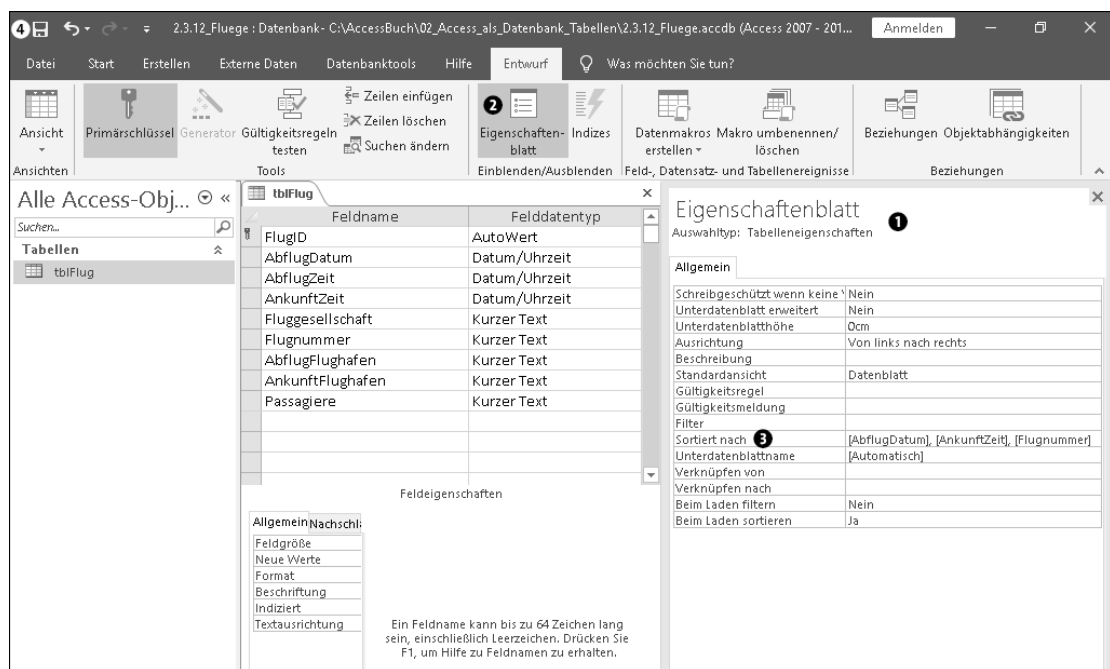 ❹ 2.3.12_Fluege : Datenbank- C:\AccessBuch\02_Access_als_Datenbank_Tabellen\2.3.12_Fluege.accdb (Access 2007 - 201... Anmelden
Datei Start Erstellen Externe Daten Datenbanktools Hilfe Entwurf Was möchten Sie tun?
Ansicht
Primärschlüssel
Generator
Gültigkeitsregeln testen
Zeilen einfügen
Zeilen löschen
Suchen ändern
❷
Eigenschaften-
blatt
Indizes
Datenmakros
erstellen
Makro umbenennen/
löschen
Beziehungen
Objektabhängigkeiten
Ansichten Tools Einblenden/Ausblenden Feld-, Datensatz- und Tabellenereignisse Beziehungen
Alle Access-Obj... «
Suchen...
Tabellen
tblFlug
tblFlug
Feldname Felddatentyp
FlugID AutoWert
AbflugDatum Datum/Uhrzeit
AbflugZeit Datum/Uhrzeit
AnkunftZeit Datum/Uhrzeit
Fluggesellschaft Kurzer Text
Flugnummer Kurzer Text
AbflugFlughafen Kurzer Text
AnkunftFlughafen Kurzer Text
Passagiere Kurzer Text
Feldeigenschaften
Allgemein Nachschla
Feldgröße
Neue Werte
Format
Beschriftung
Indiziert
Textausrichtung
Ein Feldname kann bis zu 64 Zeichen lang
sein, einschließlich Leerzeichen. Drücken Sie
F1, um Hilfe zu Feldnamen zu erhalten.
Eigenschaftenblatt ❶
Auswahltyp: Tabelleneigenschaften
Allgemein
Schreibgeschützt wenn keine Nein
Unterdatenblatt erweitert Nein
Unterdatenblatthöhe 0cm
Ausrichtung Von links nach rechts
Beschreibung
Standardansicht Datenblatt
Gültigkeitsregel
Gültigkeitsmeldung
Filter
Sortiert nach ❸ [AbflugDatum], [AnkunftZeit], [Flugnummer]
Unterdatenblattname [Automatisch]
Verknüpfen von
Verknüpfen nach
Beim Laden filtern Nein
Beim Laden sortieren Ja